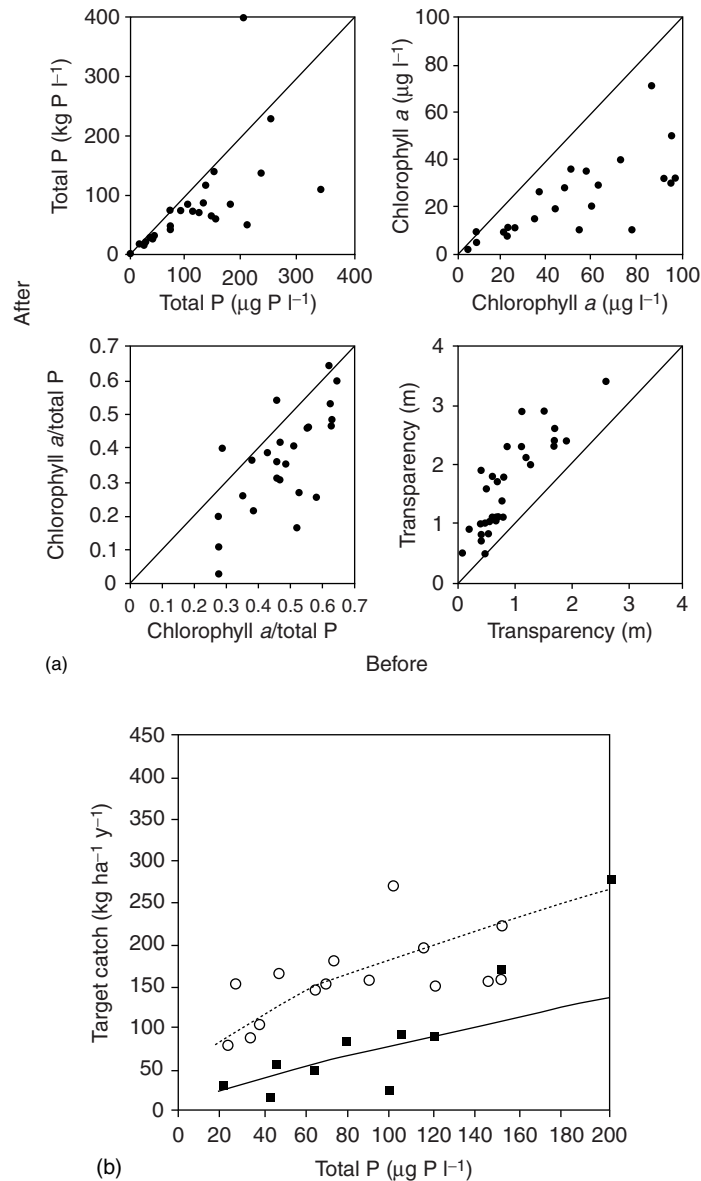 400
300
200
100
0
Total P (kg P l⁻¹)
0 100 200 300 400
Total P (μg P l⁻¹)
100
80
60
40
20
0
Chlorophyll a (μg l⁻¹)
0 20 40 60 80 100
Chlorophyll a (μg l⁻¹)
After
0.7
0.6
0.5
0.4
0.3
0.2
0.1
0
Chlorophyll a/total P
0 0.1 0.2 0.3 0.4 0.5 0.6 0.7
Chlorophyll a/total P
4
3
2
1
0
Transparency (m)
0 1 2 3 4
Transparency (m)
(a)
Before
450
400
350
300
250
200
150
100
50
0
Target catch (kg ha⁻¹ y⁻¹)
0 20 40 60 80 100 120 140 160 180 200
Total P (μg P l⁻¹)
(b)